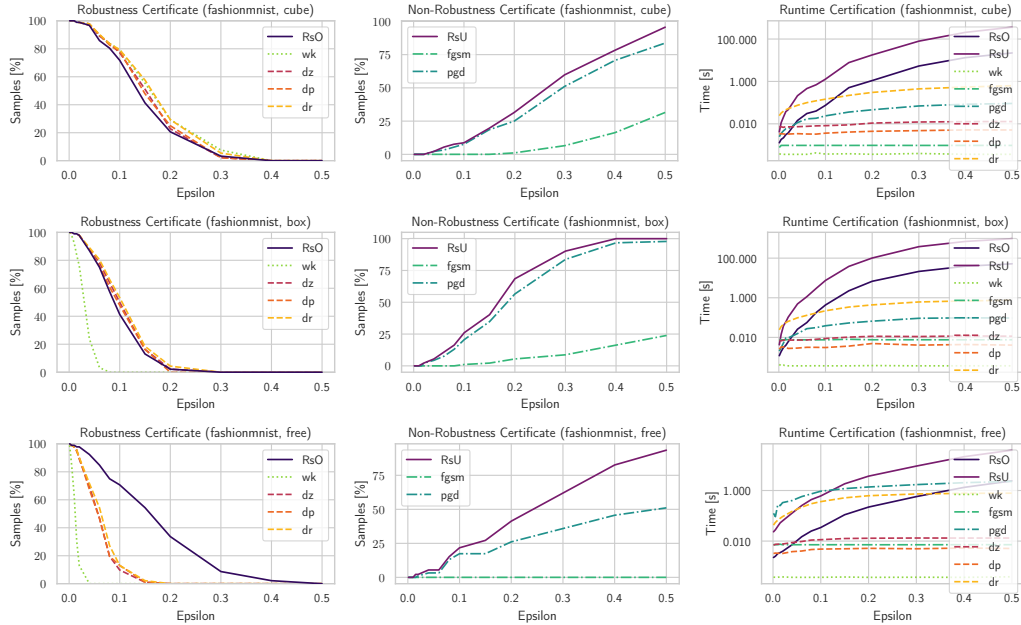 Robustness Certificate (fashionmnist, cube)
100
80
60
40
20
0
Samples [%]
0.0 0.1 0.2 0.3 0.4 0.5
Epsilon
RsO
wk
dz
dp
dr
Non-Robustness Certificate (fashionmnist, cube)
100
75
50
25
0
Samples [%]
0.0 0.1 0.2 0.3 0.4 0.5
Epsilon
RsU
fgsm
pgd
Runtime Certification (fashionmnist, cube)
100.000
1.000
0.010
Time [s]
0.0 0.1 0.2 0.3 0.4 0.5
Epsilon
RsO
RsU
wk
fgsm
pgd
dz
dp
dr
Robustness Certificate (fashionmnist, box)
100
80
60
40
20
0
Samples [%]
0.0 0.1 0.2 0.3 0.4 0.5
Epsilon
RsO
wk
dz
dp
dr
Non-Robustness Certificate (fashionmnist, box)
100
75
50
25
0
Samples [%]
0.0 0.1 0.2 0.3 0.4 0.5
Epsilon
RsU
fgsm
pgd
Runtime Certification (fashionmnist, box)
100.000
1.000
0.010
Time [s]
0.0 0.1 0.2 0.3 0.4 0.5
Epsilon
RsO
RsU
wk
fgsm
pgd
dz
dp
dr
Robustness Certificate (fashionmnist, free)
100
80
60
40
20
0
Samples [%]
0.0 0.1 0.2 0.3 0.4 0.5
Epsilon
RsO
wk
dz
dp
dr
Non-Robustness Certificate (fashionmnist, free)
75
50
25
0
Samples [%]
0.0 0.1 0.2 0.3 0.4 0.5
Epsilon
RsU
fgsm
pgd
Runtime Certification (fashionmnist, free)
1.000
0.010
Time [s]
0.0 0.1 0.2 0.3 0.4 0.5
Epsilon
RsO
RsU
wk
fgsm
pgd
dz
dp
dr